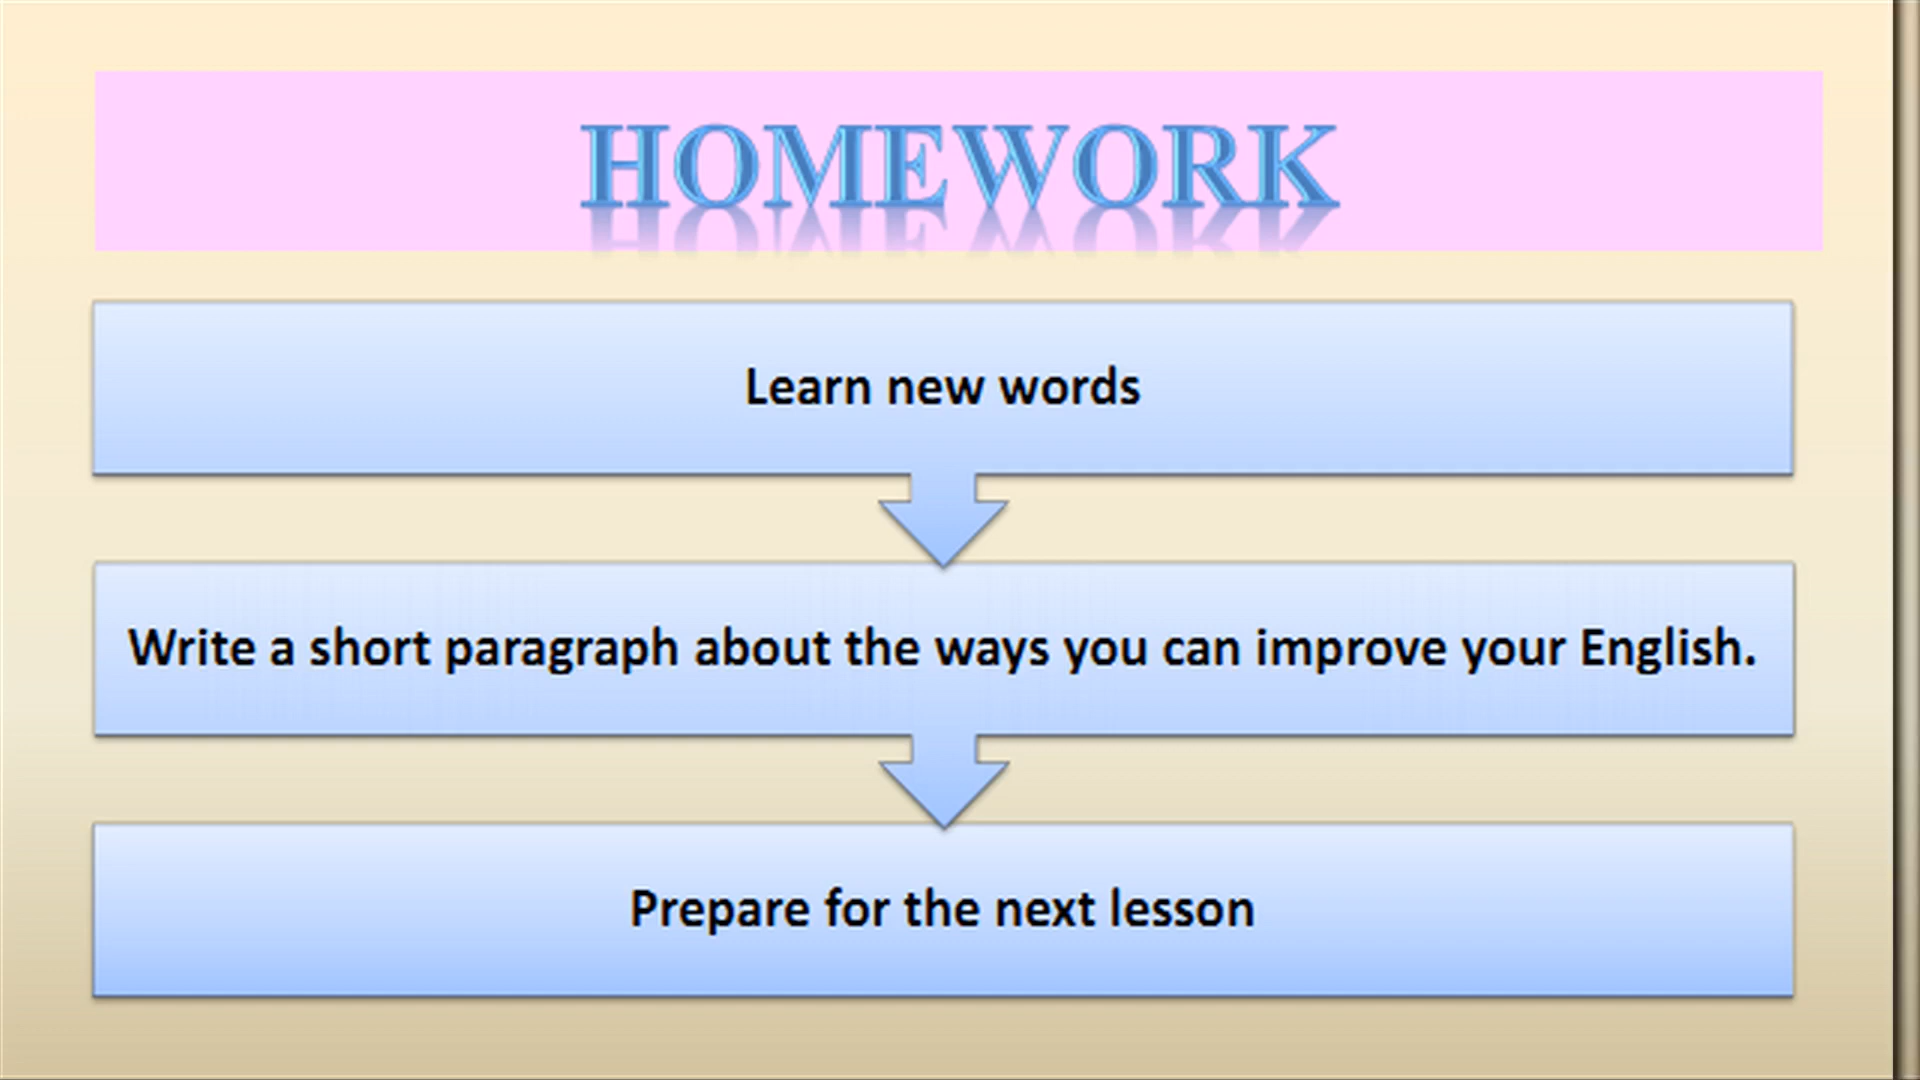 HOMEWORK
Learn new words
Write a short paragraph about the ways you can improve your English.
Prepare for the next lesson